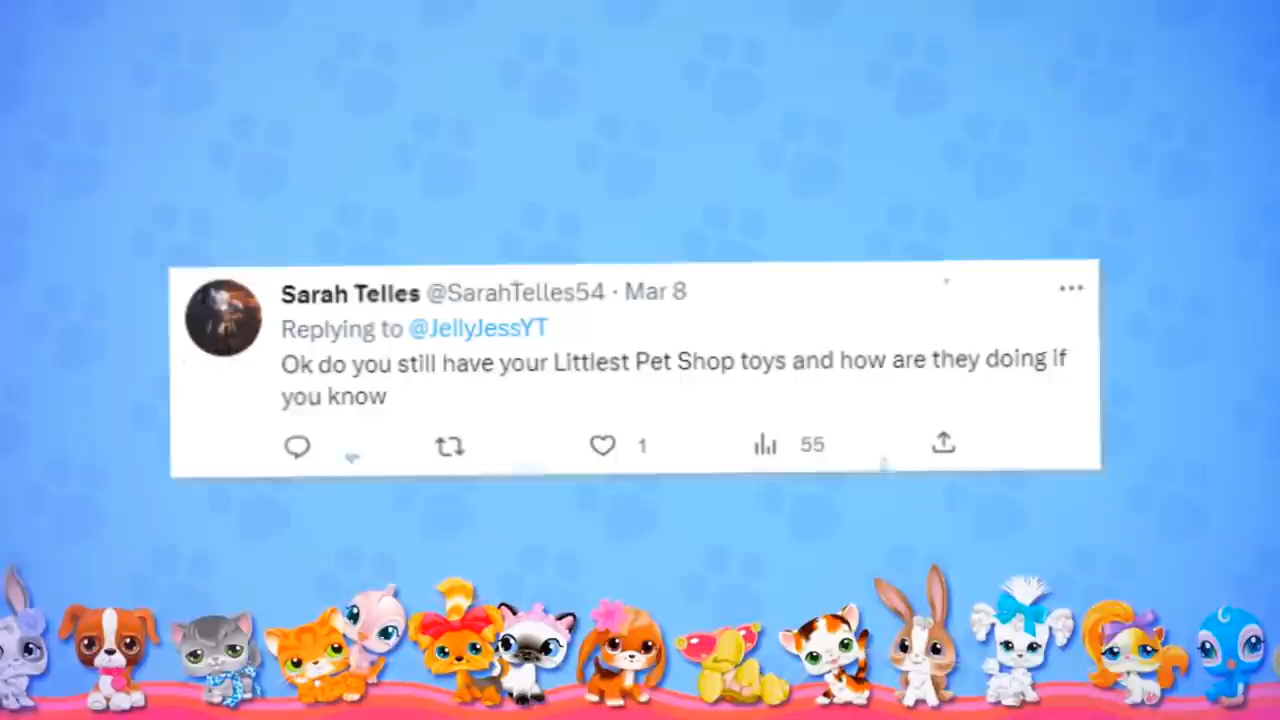 Sarah Telles @SarahTelles54 · Mar 8
Replying to @JellyJessYT
Ok do you still have your Littlest Pet Shop toys and how are they doing If
you know
1 55